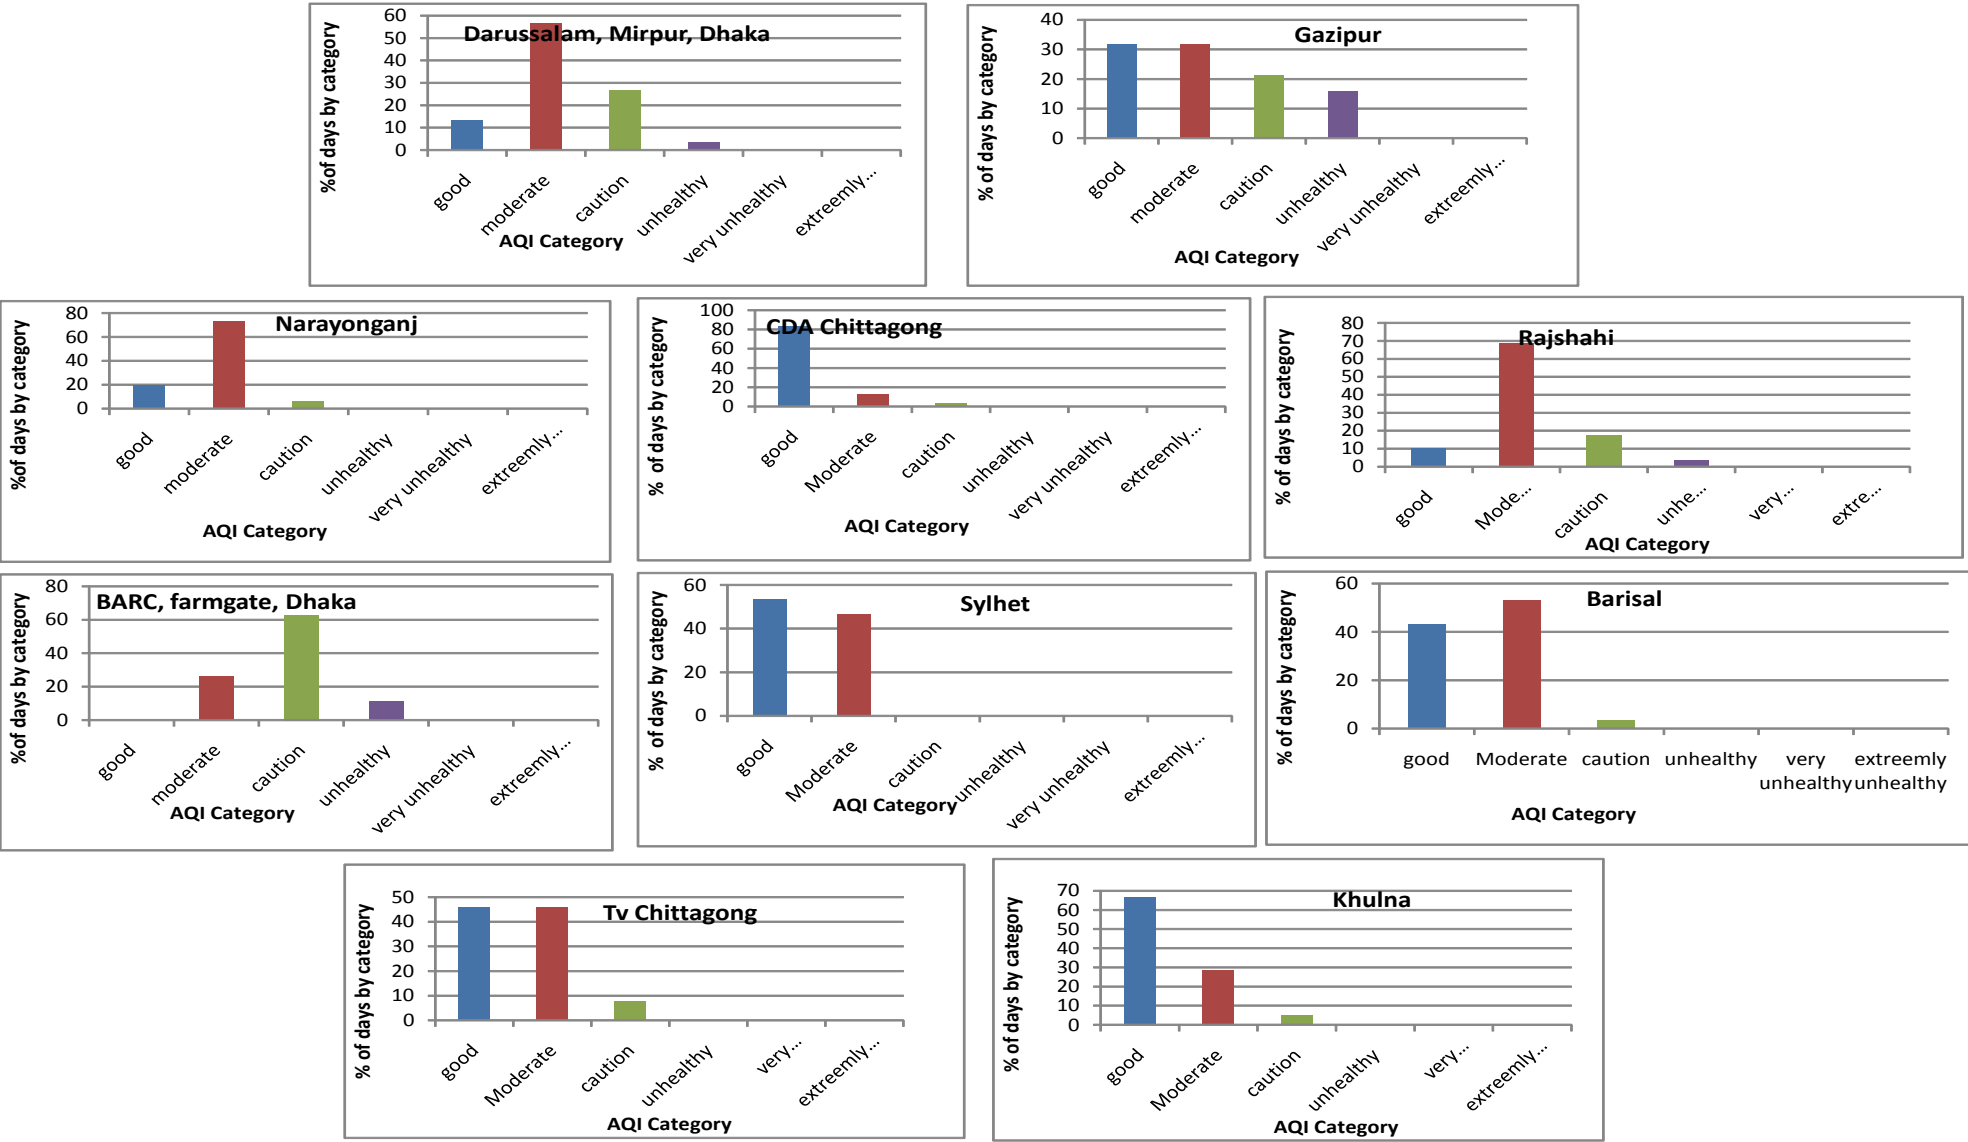 Darussalam, Mirpur, Dhaka
%of days by category
60
50
40
30
20
10
0
good
moderate
caution
unhealthy
very unhealthy
extreemly...
AQI Category
Gazipur
% of days by category
40
30
20
10
0
good
moderate
caution
unhealthy
very unhealthy
extreemly...
AQI Category
Narayonganj
%of days by category
80
60
40
20
0
good
moderate
caution
unhealthy
very unhealthy
extreemly...
AQI Category
CDA Chittagong
% of days by category
100
80
60
40
20
0
good
Moderate
caution
unhealthy
very unhealthy
extreemly...
AQI Category
Rajshahi
% of days by category
80
70
60
50
40
30
20
10
0
good
Mode...
caution
unhe...
very...
extre...
AQI Category
BARC, farmgate, Dhaka
%of days by category
80
60
40
20
0
good
moderate
caution
unhealthy
very unhealthy
extreemly...
AQI Category
Sylhet
% of days by category
60
40
20
0
good
Moderate
caution
unhealthy
very unhealthy
extreemly...
AQI Category
Barisal
% of days by category
60
40
20
0
good
Moderate
caution
unhealthy
very
unhealthy
extreemly
unhealthy
AQI Category
Tv Chittagong
% of days by category
50
40
30
20
10
0
good
Moderate
caution
unhealthy
very...
extreemly...
AQI Category
Khulna
% of days by category
70
60
50
40
30
20
10
0
good
Moderate
caution
unhealthy
very...
extreemly...
AQI Category